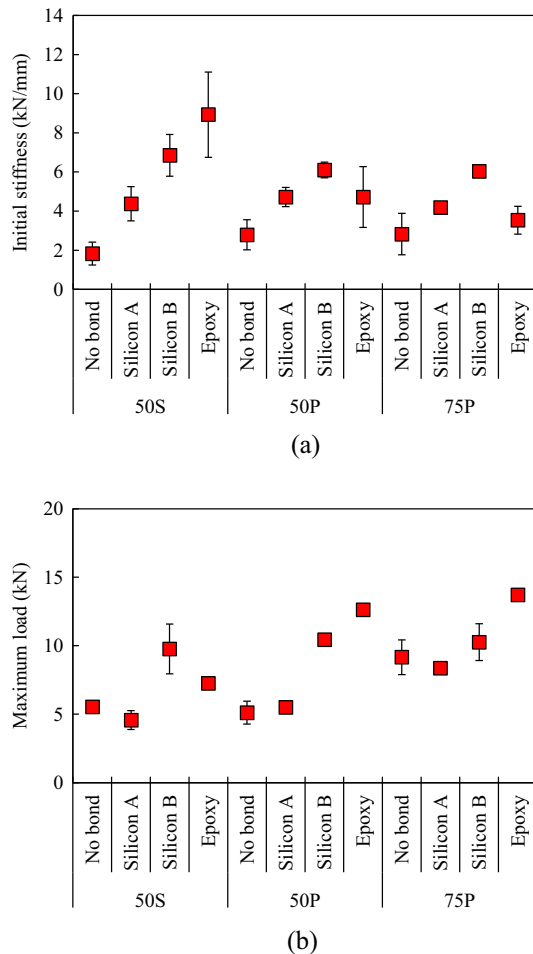 14
12
10
8
6
4
2
0
Initial stiffness (kN/mm)
No bond Silicon A Silicon B Epoxy No bond Silicon A Silicon B Epoxy No bond Silicon A Silicon B Epoxy
50S 50P 75P
(a)
20
15
10
5
0
Maximum load (kN)
No bond Silicon A Silicon B Epoxy No bond Silicon A Silicon B Epoxy No bond Silicon A Silicon B Epoxy
50S 50P 75P
(b)